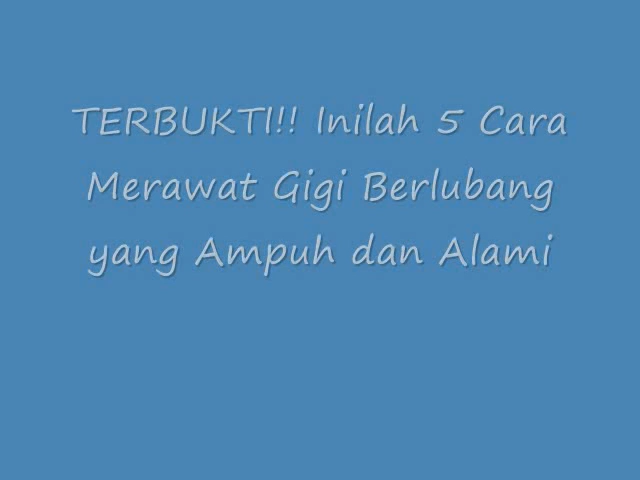 TERBUKTI!! Inilah 5 Cara
Merawat Gigi Berlubang
yang Ampuh dan Alami